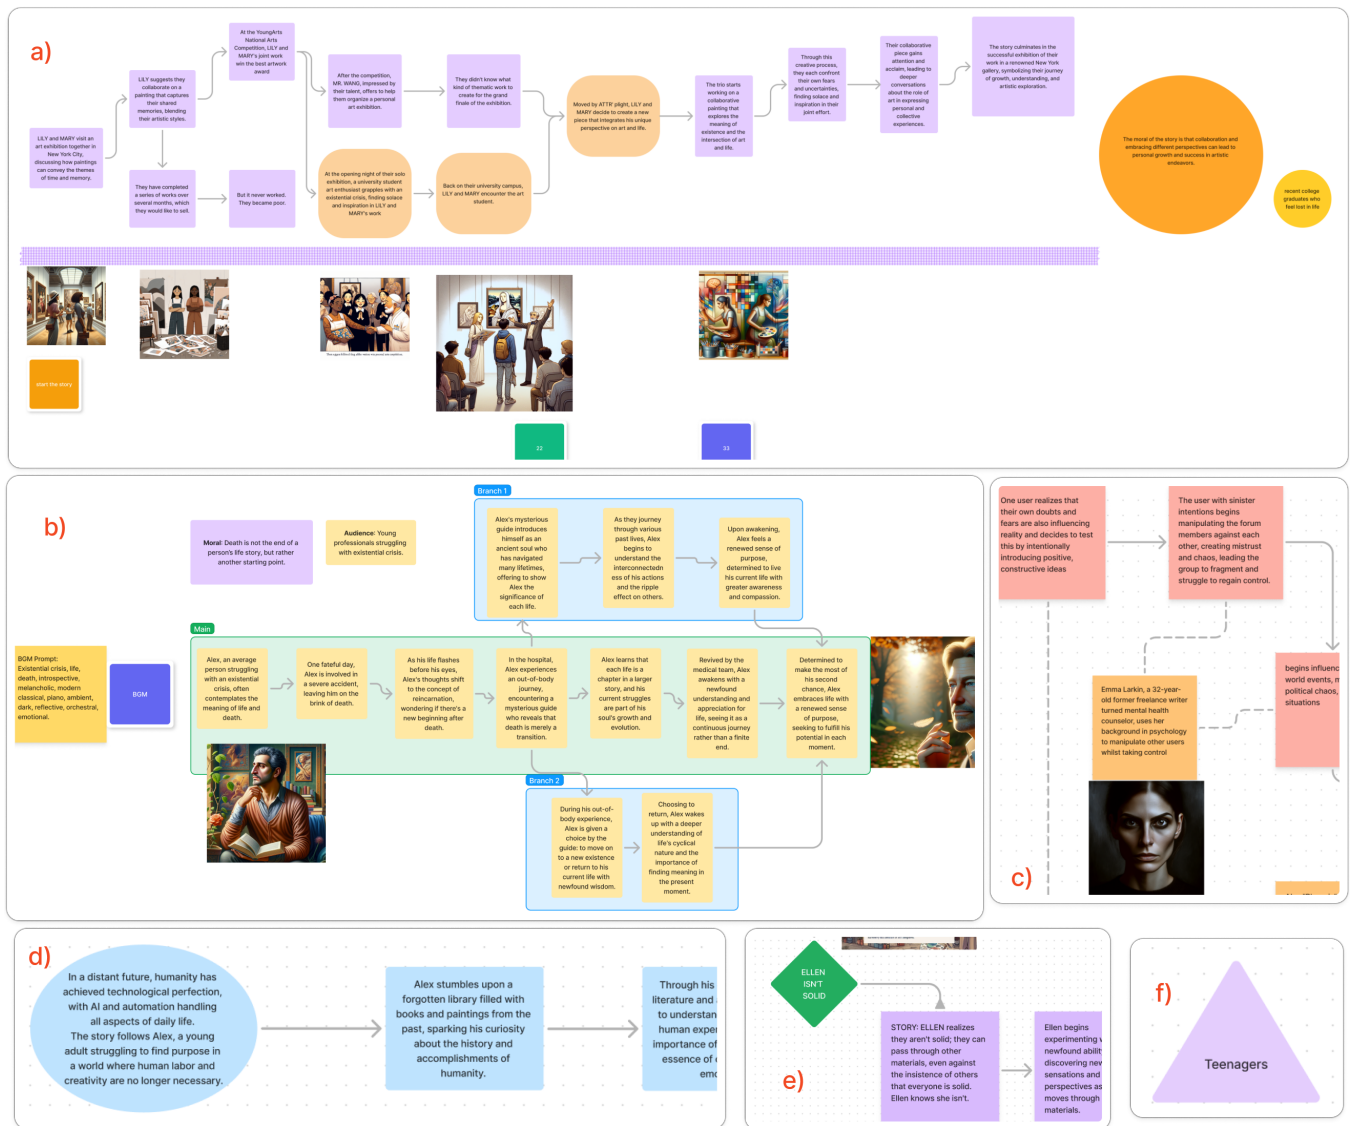 a)
LILY and MARY visit an
art exhibition together in
New York City,
discussing how paintings
can convey the themes
of time and memory.
LILY suggests they
collaborate on a
painting that captures
their shared
memories, blending
their artistic styles.
At the YoungArts
National Arts
Competition, LILY and
MARY's joint work
win the best artwork
award
They have completed
a series of works over
several months, which
they would like to sell.
But it never worked.
They became poor.
After the competition,
MR. WANG, impressed by
their talent, offers to help
them organize a personal
art exhibition.
They didn't know what
kind of thematic work to
create for the grand
finale of the exhibition.
At the opening night of their solo
exhibition, a university student
art enthusiast grapples with an
existential crisis, finding solace
and inspiration in LILY and
MARY's work
Back on their university campus,
LILY and MARY encounter the art
student.
Moved by ATTR plight, LILY and
MARY decide to create a new
piece that integrates his unique
perspective on art and life.
The trio starts
working on a
collaborative
painting that
explores the
meaning of
existence and the
intersection of art
and life.
Through this
creative process,
they each confront
their own fears
and uncertainties,
finding solace and
inspiration in their
joint effort.
Their collaborative
piece gains
attention and
acclaim, leading to
deeper
conversations
about the role of
art in expressing
personal and
collective
experiences.
The story culminates in the
successful exhibition of their
work in a renowned New York
gallery, symbolizing their journey
of growth, understanding, and
artistic exploration.
The moral of the story is that collaboration and
embracing different perspectives can lead to
personal growth and success in artistic
endeavors.
recent college
graduates who
feel lost in life
start the story
22
33
b)
Moral: Death is not the end of a
person's life story, but rather
another starting point.
Audience: Young
professionals struggling
with existential crisis.
Branch 1
Alex's mysterious
guide introduces
himself as an
ancient soul who
has navigated
many lifetimes,
offering to show
Alex the
significance of
each life.
As they journey
through various
past lives, Alex
begins to
understand the
interconnectedn
ess of his actions
and the ripple
effect on others.
Upon awakening,
Alex feels a
renewed sense of
purpose,
determined to live
his current life with
greater awareness
and compassion.
Main
BGM Prompt:
Existential crisis, life,
death, introspective,
melancholic, modern
classical, piano, ambient,
dark, reflective, orchestral,
emotional.
BGM
Alex, an average
person struggling
with an existential
crisis, often
contemplates the
meaning of life and
death.
One fateful day,
Alex is involved in
a severe accident,
leaving him on the
brink of death.
As his life flashes
before his eyes,
Alex's thoughts shift
to the concept of
reincarnation,
wondering if there's
a new beginning after
death.
In the hospital,
Alex experiences
an out-of-body
journey,
encountering a
mysterious guide
who reveals that
death is merely a
transition.
Alex learns that
each life is a
chapter in a larger
story, and his
current struggles
are part of his
soul's growth and
evolution.
Revived by the
medical team, Alex
awakens with a
newfound
understanding and
appreciation for
life, seeing it as a
continuous journey
rather than a finite
end.
Determined to
make the most of
his second
chance, Alex
embraces life with
a renewed sense
of purpose,
seeking to fulfill his
potential in each
moment.
Branch 2
During his out-of-
body experience,
Alex is given a
choice by the
guide: to move on
to a new existence
or return to his
current life with
newfound wisdom.
Choosing to
return, Alex wakes
up with a deeper
understanding of
life's cyclical
nature and the
importance of
finding meaning in
the present
moment.
c)
One user realizes that
their own doubts and
fears are also influencing
reality and decides to test
this by intentionally
introducing positive,
constructive ideas
The user with sinister
intentions begins
manipulating the forum
members against each
other, creating mistrust
and chaos, leading the
group to fragment and
struggle to regain control.
begins influenc
world events,
political chaos,
situations
Emma Larkin, a 32-year-
old former freelance writer
turned mental health
counselor, uses her
background in psychology
to manipulate other users
whilst taking control
d)
In a distant future, humanity has
achieved technological perfection,
with AI and automation handling
all aspects of daily life.
The story follows Alex, a young
adult struggling to find purpose in
a world where human labor and
creativity are no longer necessary.
Alex stumbles upon a
forgotten library filled with
books and paintings from the
past, sparking his curiosity
about the history and
accomplishments of
humanity.
Through his
literature and
to understan
human exper
importance of
essence of
emo
e)
ELLEN
ISN'T
SOLID
STORY: ELLEN realizes
they aren't solid; they can
pass through other
materials, even against
the insistence of others
that everyone is solid.
Ellen knows she isn't.
Ellen begins
experimenting
newfound abilit
discovering new
sensations and
perspectives as
moves through
materials.
f)
Teenagers